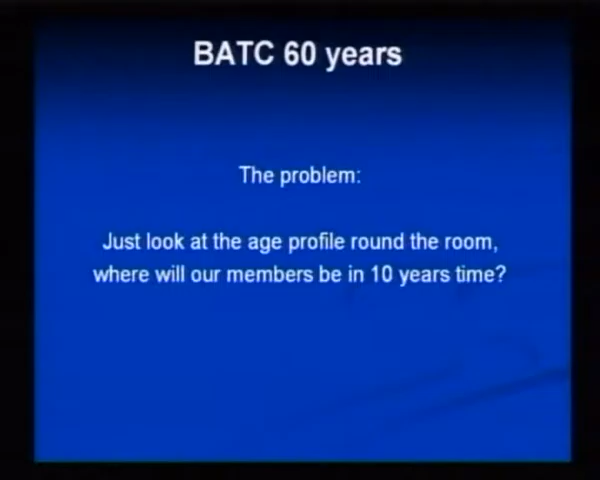 BATC 60 years
The problem:
Just look at the age profile round the room,
where will our members be in 10 years time?